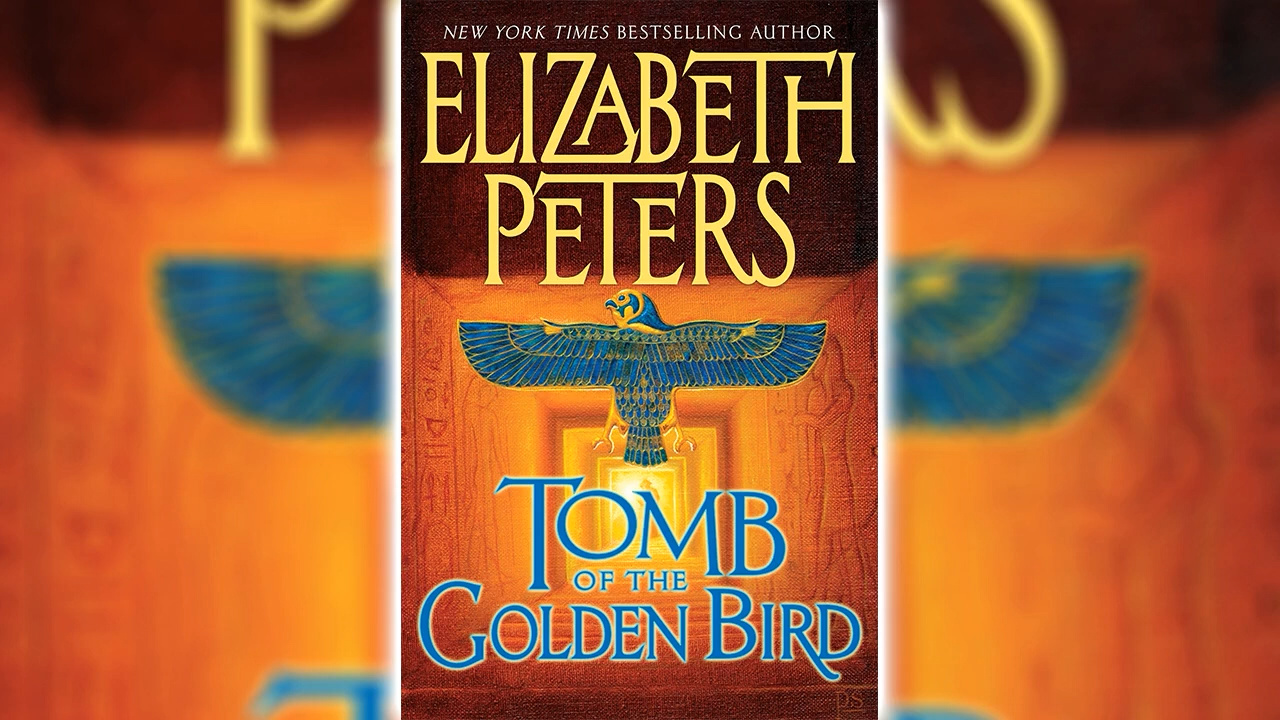 NEW YORK TIMES BESTSELLING AUTHOR
ELIZABETH
PETERS
TOMB
OF THE
GOLDEN BIRD